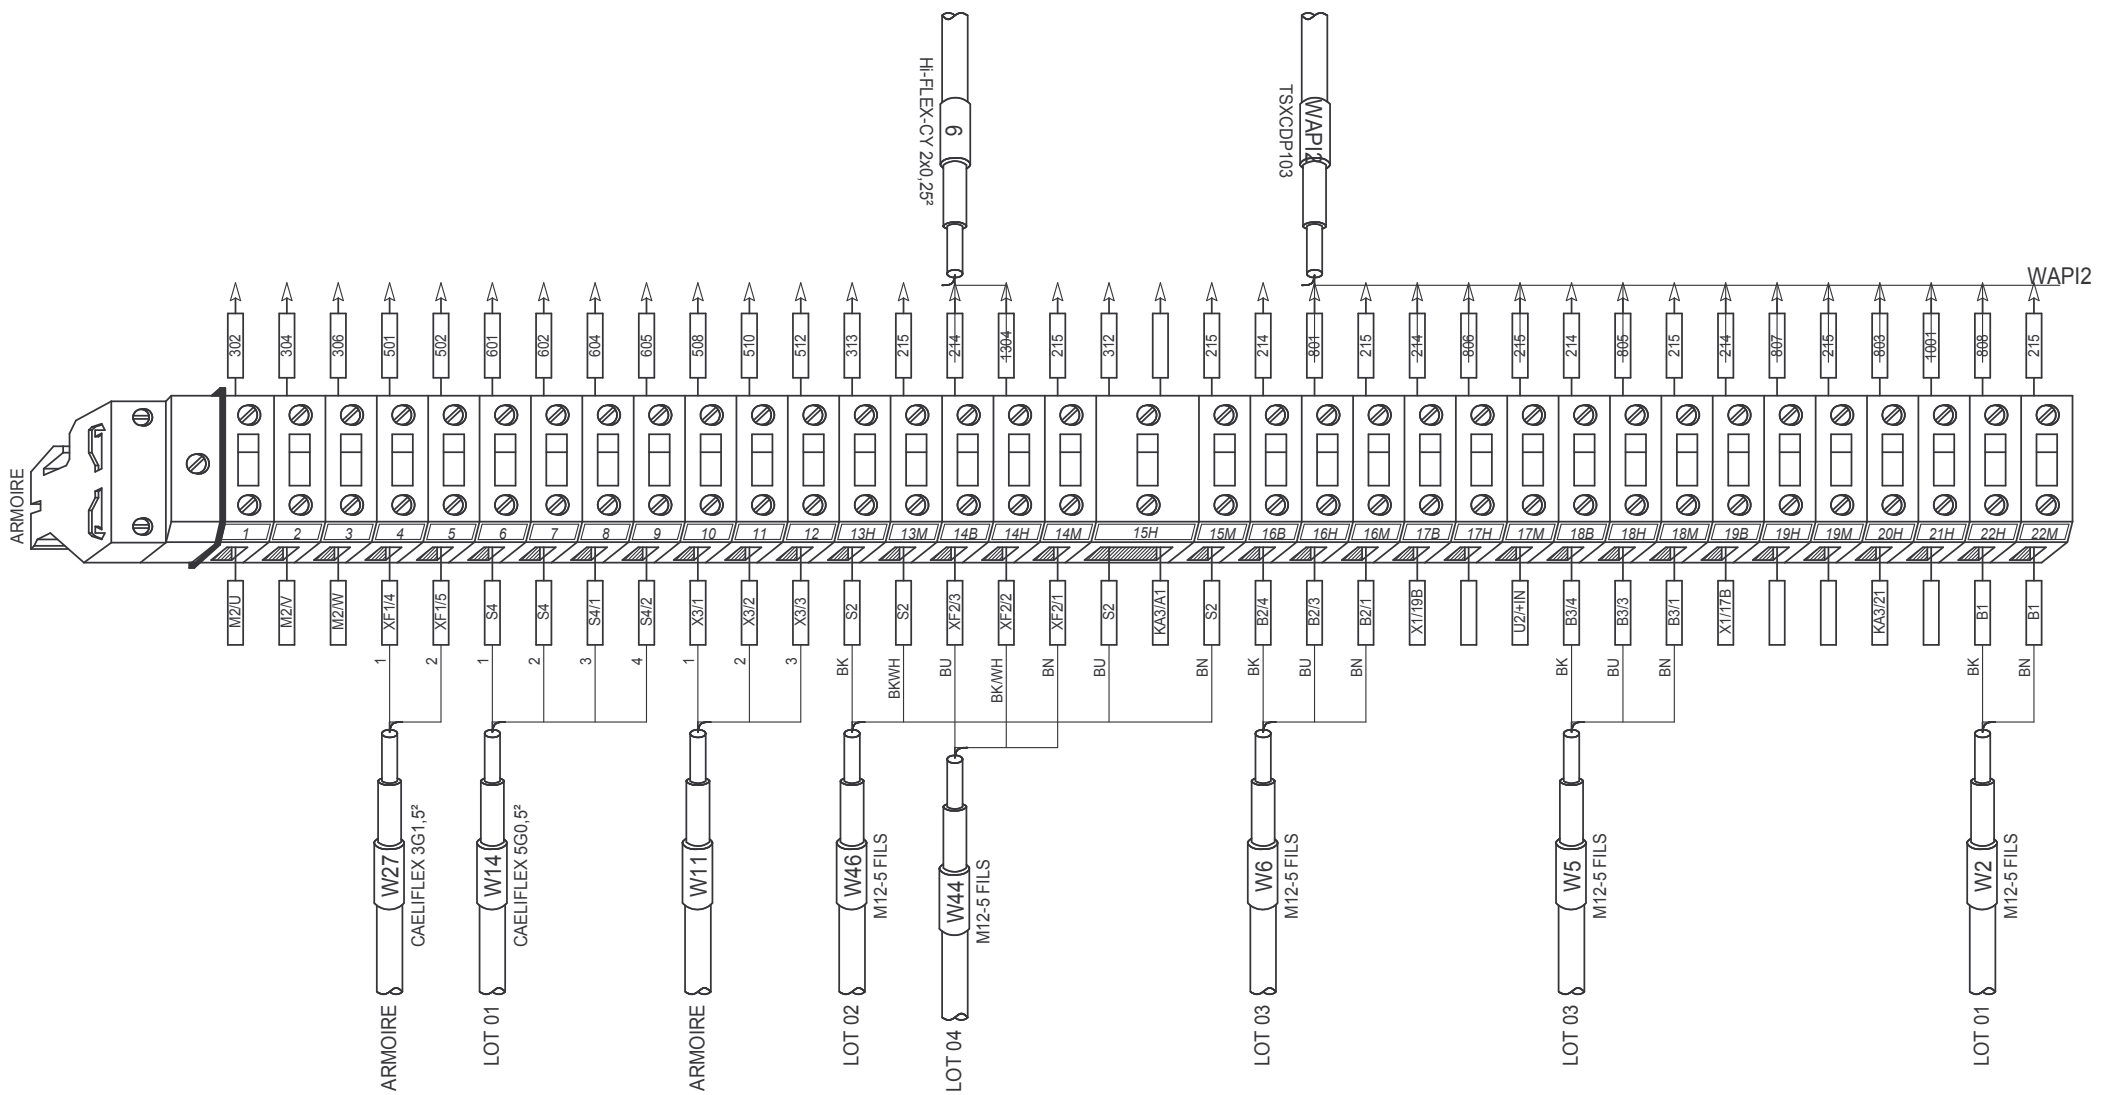 Hi-FLEX-CY 2x0,25²
6
TSXCDP103
WAPI2
WAPI2
302 304 306 501 502 601 602 604 605 508 510 512 313 215 214 1304 215 312 215 214 801 215 214 806 215 214 805 215 214 807 215 803 1001 808 215
ARMOIRE
1 2 3 4 5 6 7 8 9 10 11 12 13H 13M 14B 14H 14M 15H 15M 16B 16H 16M 17B 17H 17M 18B 18H 18M 19B 19H 19M 20H 21H 22H 22M
M2/U M2/V M2/W XF1/4 XF1/5 S4 S4 S4/1 S4/2 X3/1 X3/2 X3/3 S2 S2 XF2/3 XF2/2 XF2/1 S2 KA3/A1 S2 B2/4 B2/3 B2/1 X1/19B U2/+IN B3/4 B3/3 B3/1 X1/17B KA3/21 B1 B1
1 2 1 2 3 4 1 2 3 BK BKWH BU BK/WH BN BU BN BK BU BN BK BU BN BK BN
W27
CAELIFLEX 3G1,5²
W14
CAELIFLEX 5G0,5²
W11
W46
M12-5 FILS
W44
M12-5 FILS
W6
M12-5 FILS
W5
M12-5 FILS
W2
M12-5 FILS
ARMOIRE
LOT 01
ARMOIRE
LOT 02
LOT 04
LOT 03
LOT 03
LOT 01